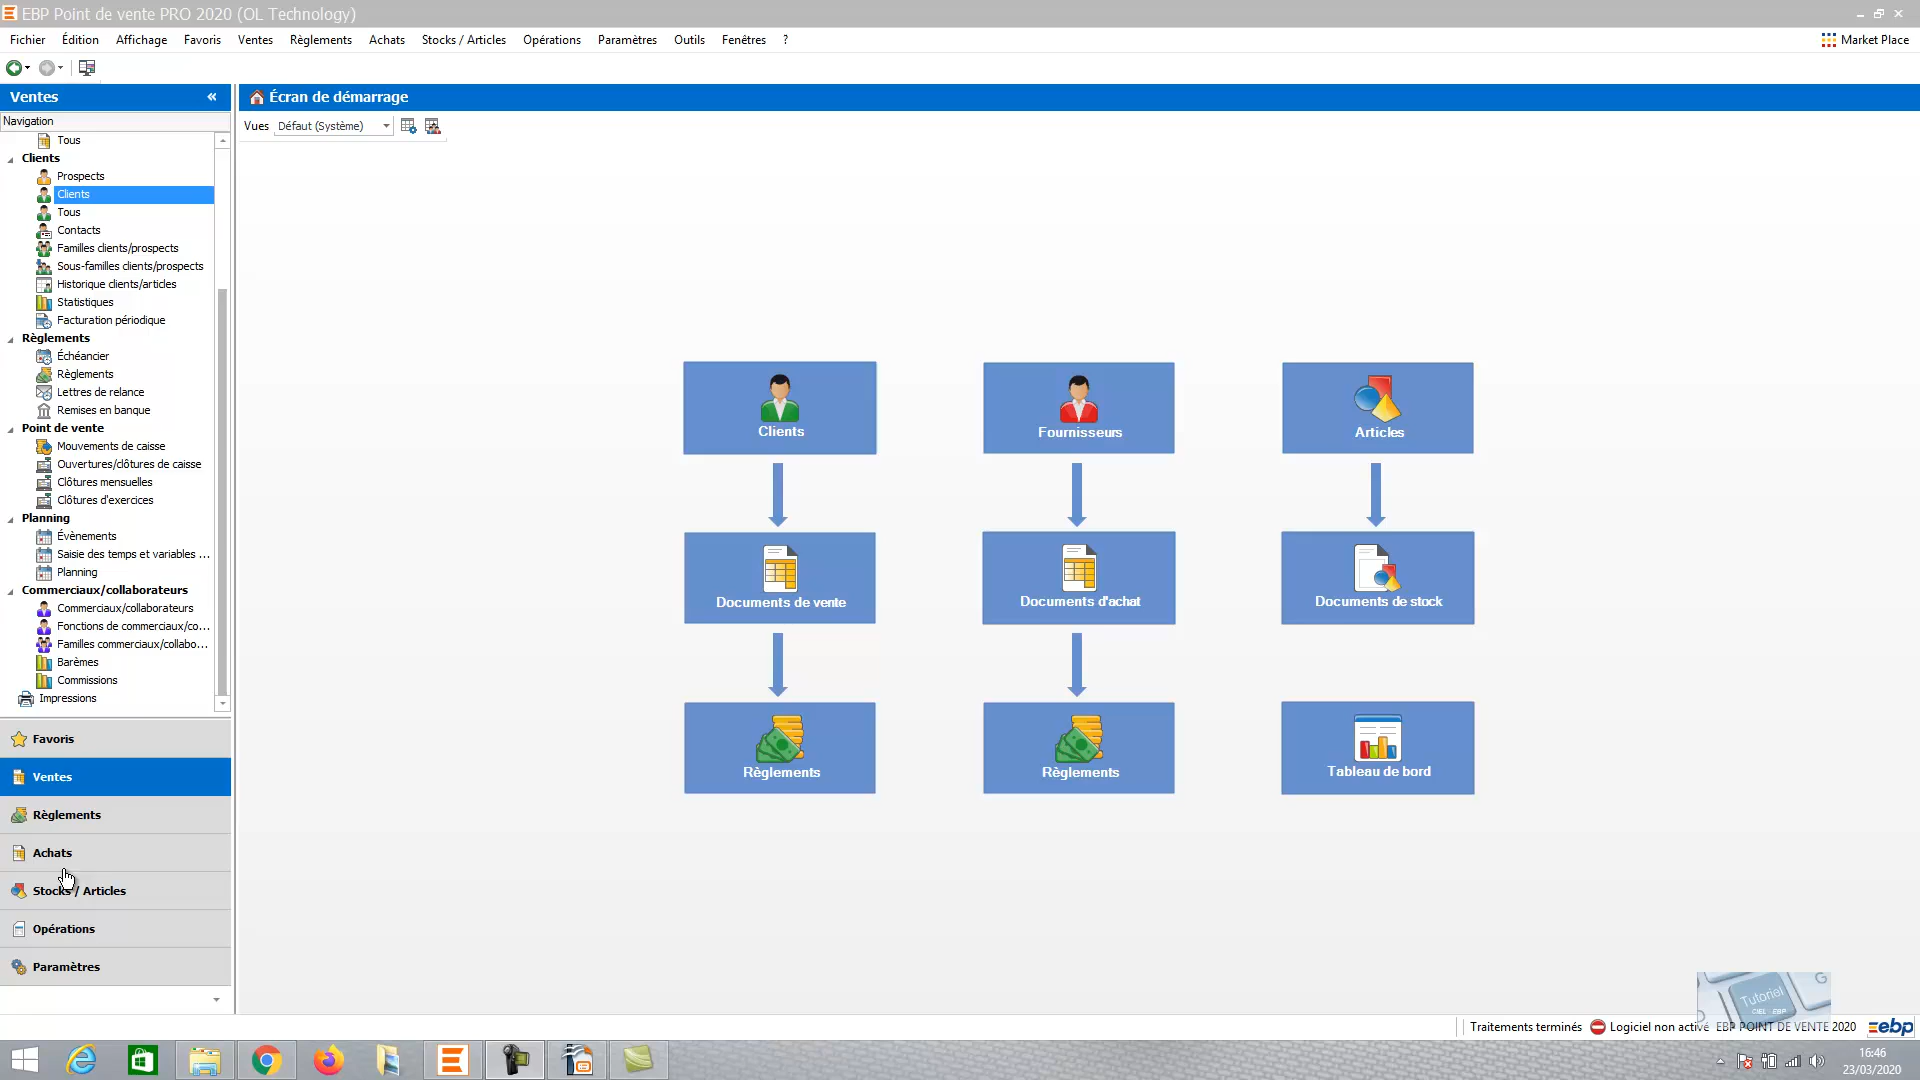 EBP Point de vente PRO 2020 (OL Technology)
Fichier Édition Affichage Favoris Ventes Règlements Achats Stocks / Articles Opérations Paramètres Outils Fenêtres ? Market Place
Ventes «
Navigation
Tous
Clients
Prospects
Clients
Tous
Contacts
Familles clients/prospects
Sous-familles clients/prospects
Historique clients/articles
Statistiques
Facturation périodique
Règlements
Échéancier
Règlements
Lettres de relance
Remises en banque
Point de vente
Mouvements de caisse
Ouvertures/clôtures de caisse
Clôtures mensuelles
Clôtures d'exercices
Planning
Évènements
Saisie des temps et variables ...
Planning
Commerciaux/collaborateurs
Commerciaux/collaborateurs
Fonctions de commerciaux/co...
Familles commerciaux/collabo...
Barèmes
Commissions
Impressions
Favoris
Ventes
Règlements
Achats
Stocks / Articles
Opérations
Paramètres
Écran de démarrage
Vues Défaut (Système)
Clients
Fournisseurs
Articles
Documents de vente
Documents d'achat
Documents de stock
Règlements
Règlements
Tableau de bord
Tutoriel
CIEL EBP
Traitements terminés Logiciel non activé EBP POINT DE VENTE 2020 ebp
16:46
23/03/2020